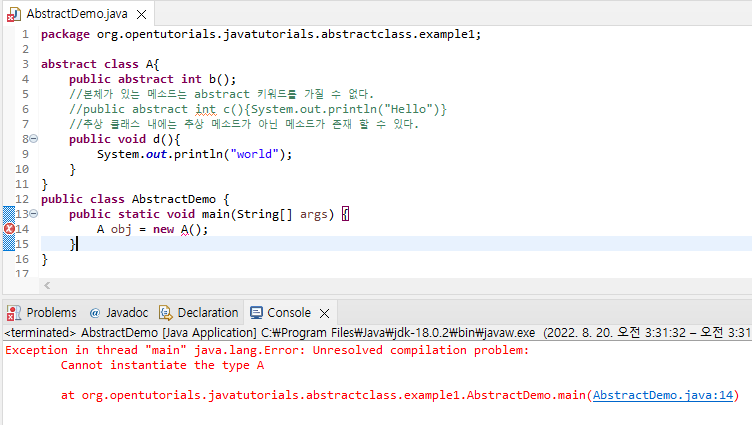 AbstractDemo.java
1 package org.opentutorials.javatutorials.abstractclass.example1;
2
3 abstract class A{
4 public abstract int b();
5 //본체가 있는 메소드는 abstract 키워드를 가질 수 없다.
6 //public abstract int c(){System.out.println("Hello")}
7 //추상 클래스 내에는 추상 메소드가 아닌 메소드가 존재 할 수 있다.
8 public void d(){
9 System.out.println("world");
10 }
11 }
12 public class AbstractDemo {
13 public static void main(String[] args) {
14 A obj = new A();
15 }
16 }
17
Problems @ Javadoc Declaration Console
<terminated> AbstractDemo [Java Application] C:₩Program Files₩Java₩jdk-18.0.2₩bin₩javaw.exe (2022. 8. 20. 오전 3:31:32 – 오전 3:31
Exception in thread "main" java.lang.Error: Unresolved compilation problem:
Cannot instantiate the type A
at org.opentutorials.javatutorials.abstractclass.example1.AbstractDemo.main(AbstractDemo.java:14)